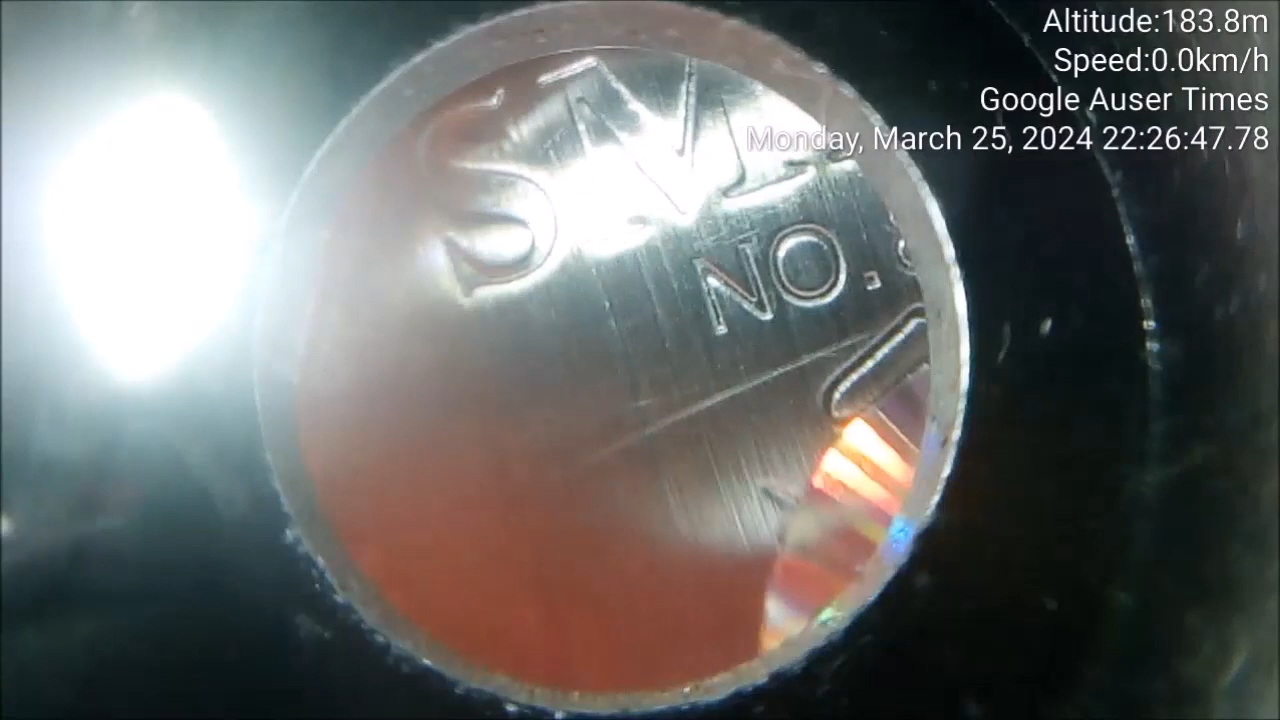 Altitude:183.8m
Speed:0.0km/h
Google Auser Times
Monday, March 25, 2024 22:26:47.78
NO.